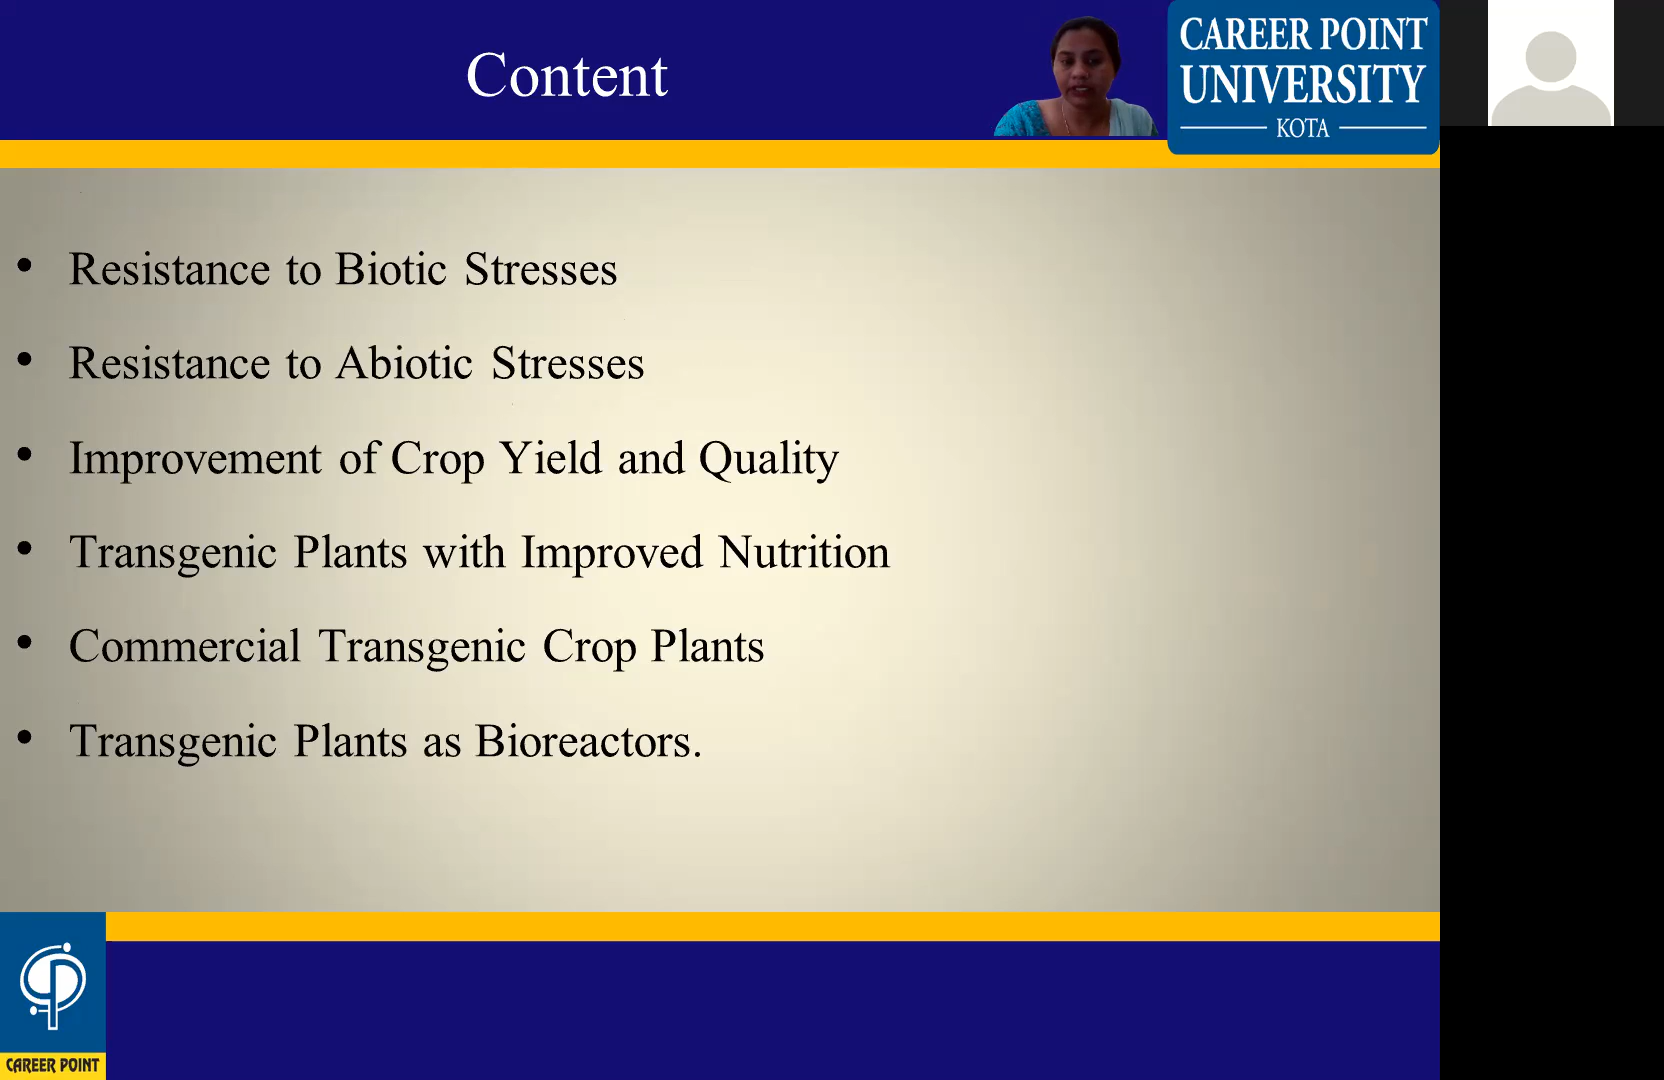 Content
CAREER POINT
UNIVERSITY
KOTA
• Resistance to Biotic Stresses
• Resistance to Abiotic Stresses
• Improvement of Crop Yield and Quality
• Transgenic Plants with Improved Nutrition
• Commercial Transgenic Crop Plants
• Transgenic Plants as Bioreactors.
CAREER POINT